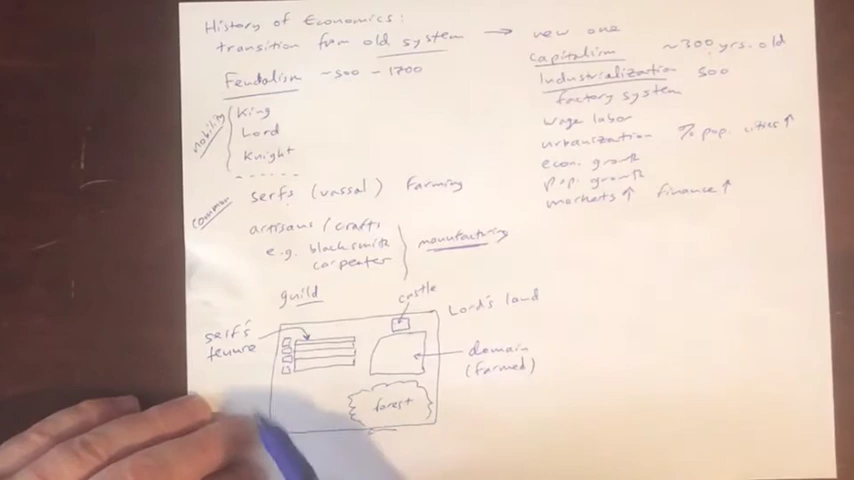 History of Economics:
transition from old system → new one
Feudalism ~500 - 1700
nobility
King
Lord
Knight
common
serfs (vassal) farming
artisans / crafts
e.g. blacksmith
carpenter
manufacturing
guild
castle
Lord's land
serf's
tenure
domain
(farmed)
forest
Capitalism ~300 yrs. old
Industrialization 500
factory system
wage labor
urbanization % pop. cities ↑
econ. growth
pop. growth
markets ↑ finance ↑